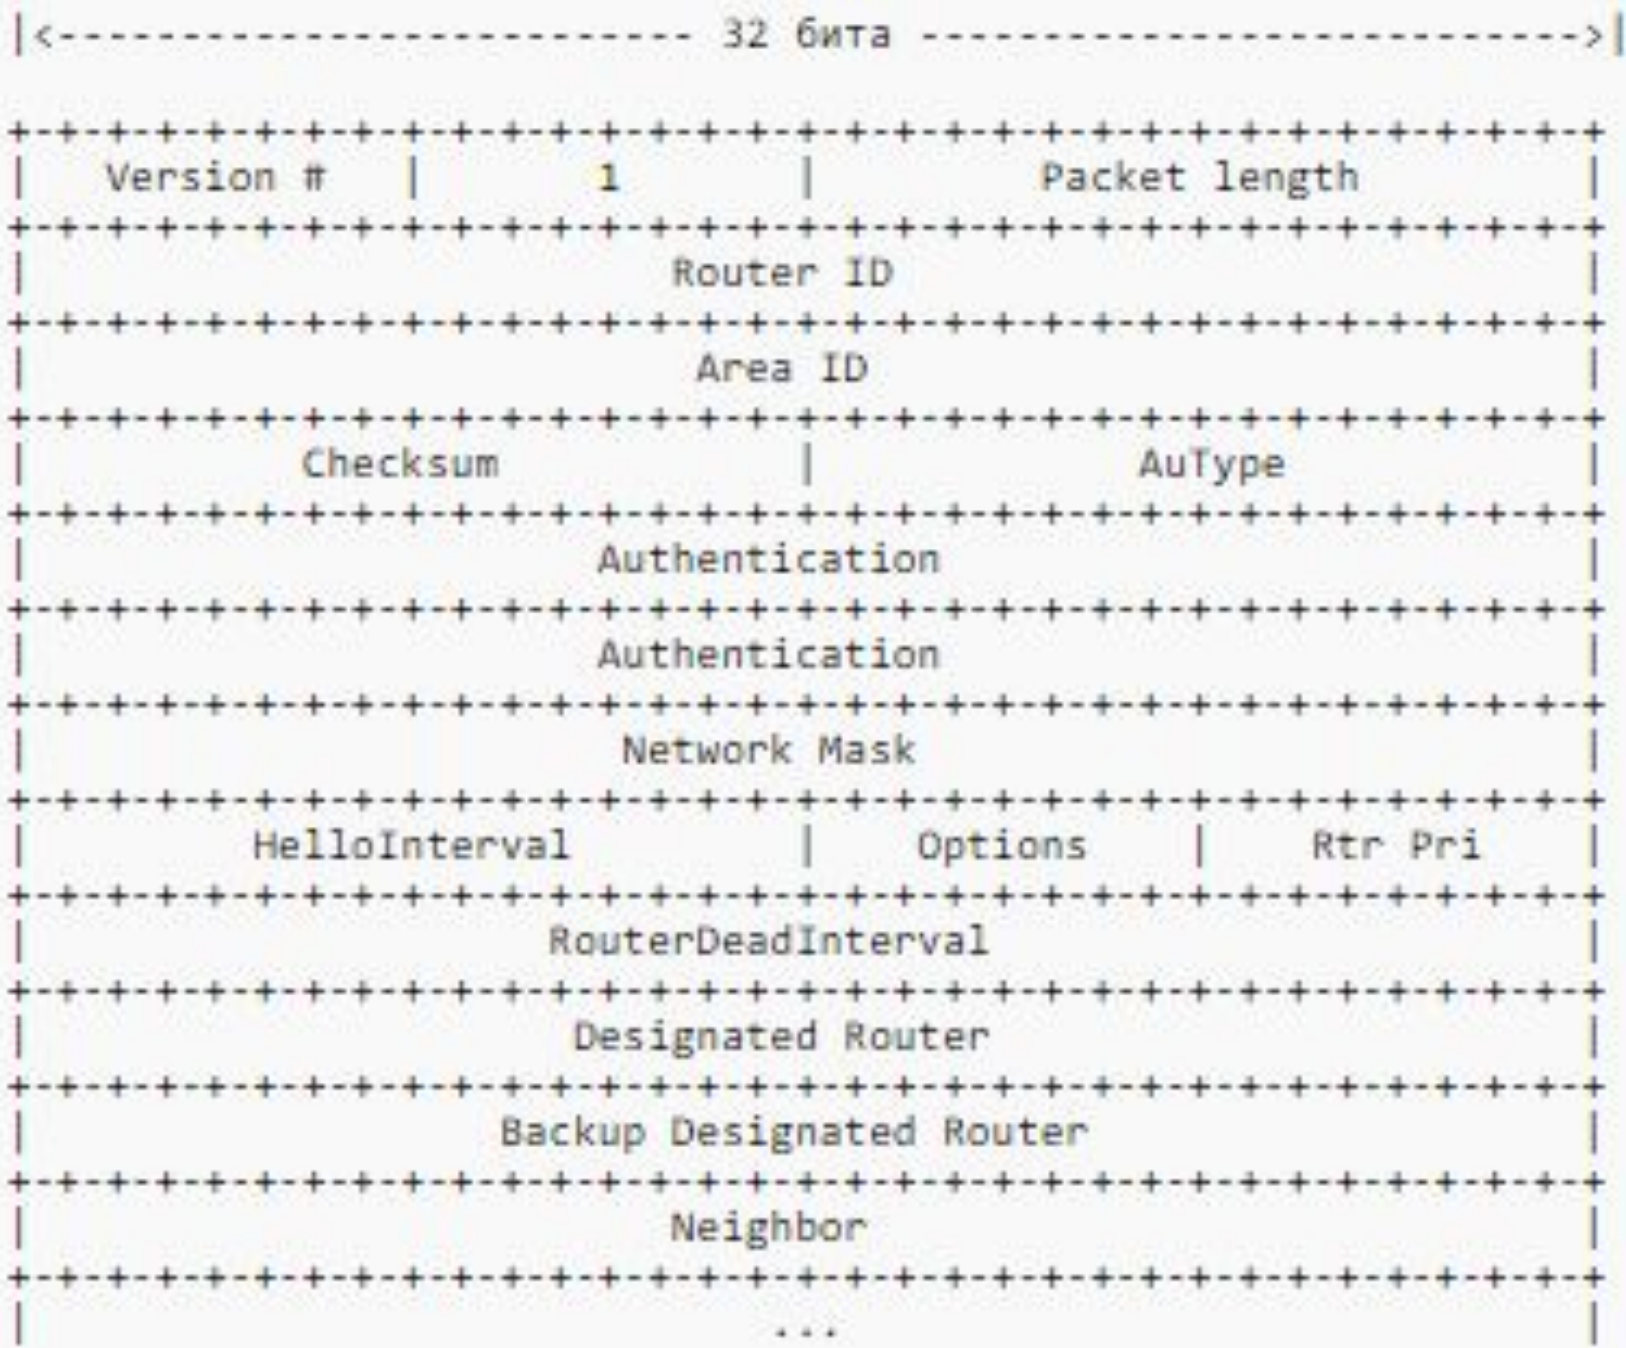 |<-------------------------- 32 бита --------------------------->|
+-+-+-+-+-+-+-+-+-+-+-+-+-+-+-+-+-+-+-+-+-+-+-+-+-+-+-+-+-+-+-+-+
| Version # | 1 | Packet length |
+-+-+-+-+-+-+-+-+-+-+-+-+-+-+-+-+-+-+-+-+-+-+-+-+-+-+-+-+-+-+-+-+
| Router ID |
+-+-+-+-+-+-+-+-+-+-+-+-+-+-+-+-+-+-+-+-+-+-+-+-+-+-+-+-+-+-+-+-+
| Area ID |
+-+-+-+-+-+-+-+-+-+-+-+-+-+-+-+-+-+-+-+-+-+-+-+-+-+-+-+-+-+-+-+-+
| Checksum | AuType |
+-+-+-+-+-+-+-+-+-+-+-+-+-+-+-+-+-+-+-+-+-+-+-+-+-+-+-+-+-+-+-+-+
| Authentication |
+-+-+-+-+-+-+-+-+-+-+-+-+-+-+-+-+-+-+-+-+-+-+-+-+-+-+-+-+-+-+-+-+
| Authentication |
+-+-+-+-+-+-+-+-+-+-+-+-+-+-+-+-+-+-+-+-+-+-+-+-+-+-+-+-+-+-+-+-+
| Network Mask |
+-+-+-+-+-+-+-+-+-+-+-+-+-+-+-+-+-+-+-+-+-+-+-+-+-+-+-+-+-+-+-+-+
| HelloInterval | Options | Rtr Pri |
+-+-+-+-+-+-+-+-+-+-+-+-+-+-+-+-+-+-+-+-+-+-+-+-+-+-+-+-+-+-+-+-+
| RouterDeadInterval |
+-+-+-+-+-+-+-+-+-+-+-+-+-+-+-+-+-+-+-+-+-+-+-+-+-+-+-+-+-+-+-+-+
| Designated Router |
+-+-+-+-+-+-+-+-+-+-+-+-+-+-+-+-+-+-+-+-+-+-+-+-+-+-+-+-+-+-+-+-+
| Backup Designated Router |
+-+-+-+-+-+-+-+-+-+-+-+-+-+-+-+-+-+-+-+-+-+-+-+-+-+-+-+-+-+-+-+-+
| Neighbor |
+-+-+-+-+-+-+-+-+-+-+-+-+-+-+-+-+-+-+-+-+-+-+-+-+-+-+-+-+-+-+-+-+
| ... |